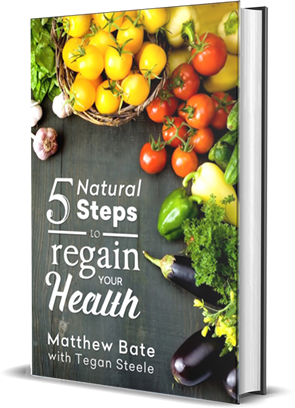 5 Natural
Steps
to
regain
YOUR
Health
Matthew Bate
with Tegan Steele